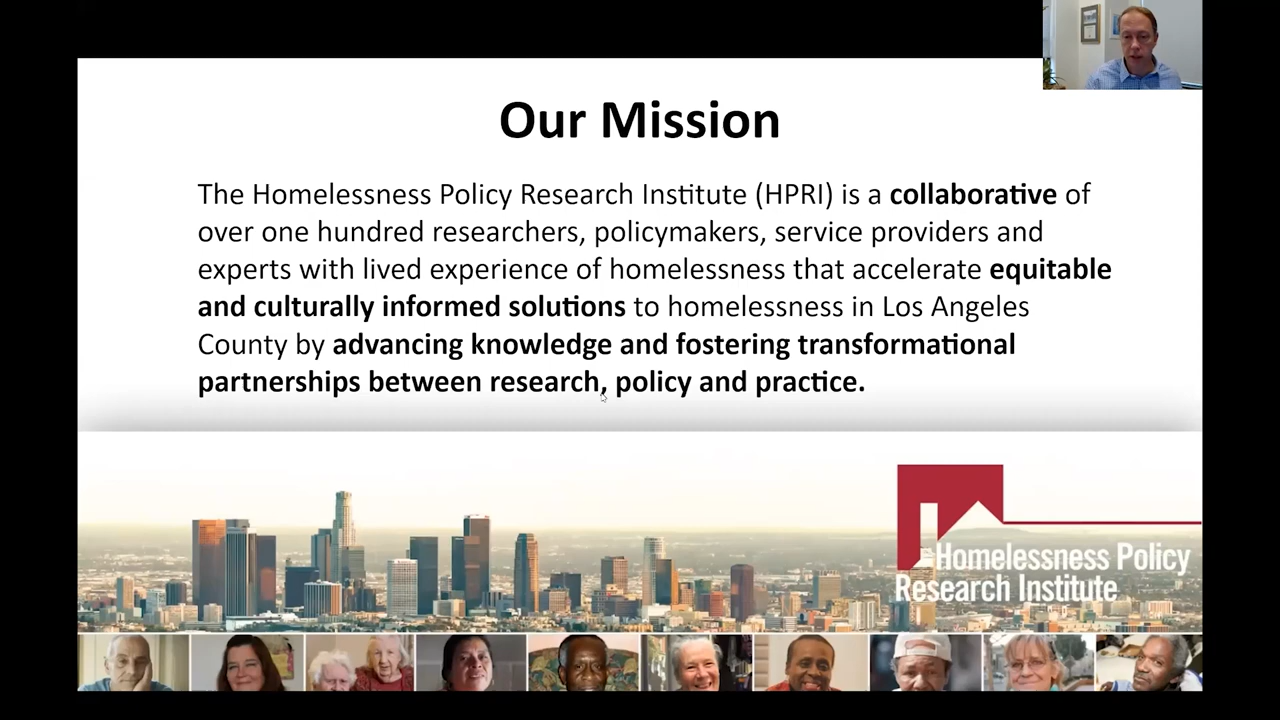 Our Mission
The Homelessness Policy Research Institute (HPRI) is a collaborative of
over one hundred researchers, policymakers, service providers and
experts with lived experience of homelessness that accelerate equitable
and culturally informed solutions to homelessness in Los Angeles
County by advancing knowledge and fostering transformational
partnerships between research, policy and practice.
Homelessness Policy
Research Institute